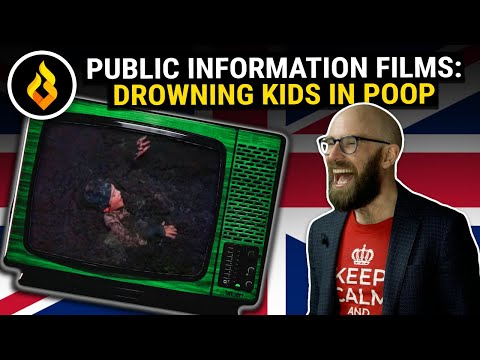 PUBLIC INFORMATION FILMS:
DROWNING KIDS IN POOP
KEEP
CALM
AND